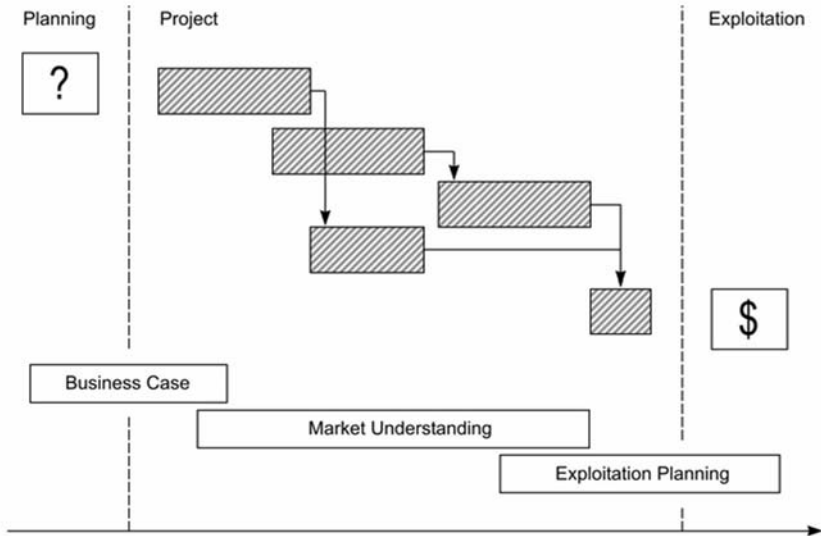 Planning
Project
Exploitation
?
$
Business Case
Market Understanding
Exploitation Planning